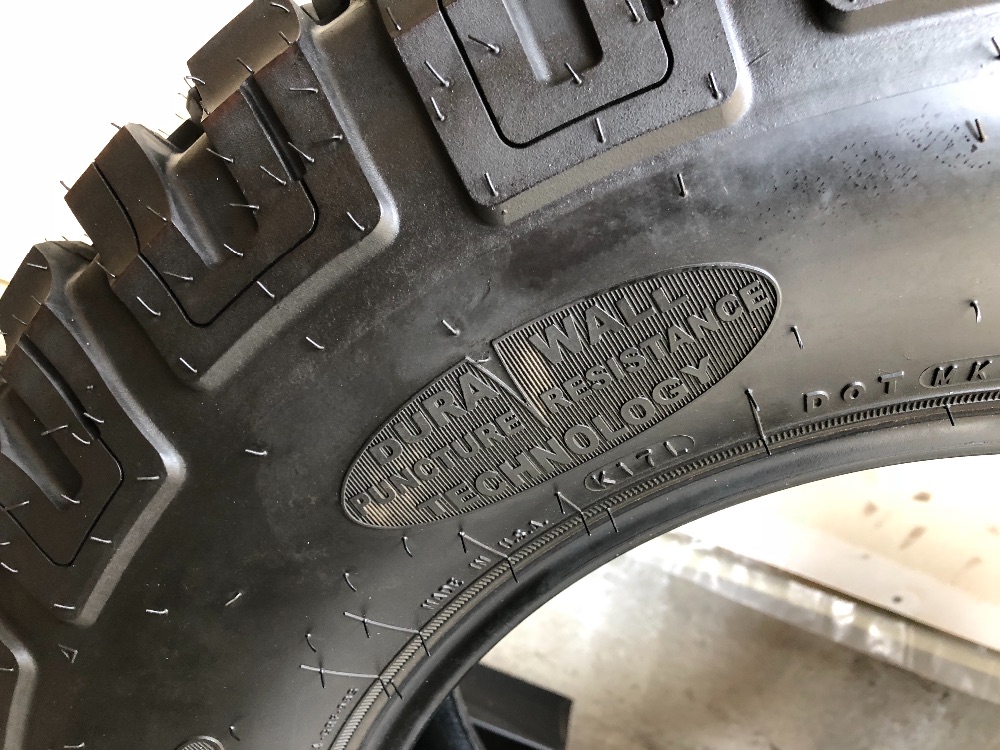 DURA WALL
PUNCTURE RESISTANCE
TECHNOLOGY
K171
DOT MK
MADE IN U.S.A.